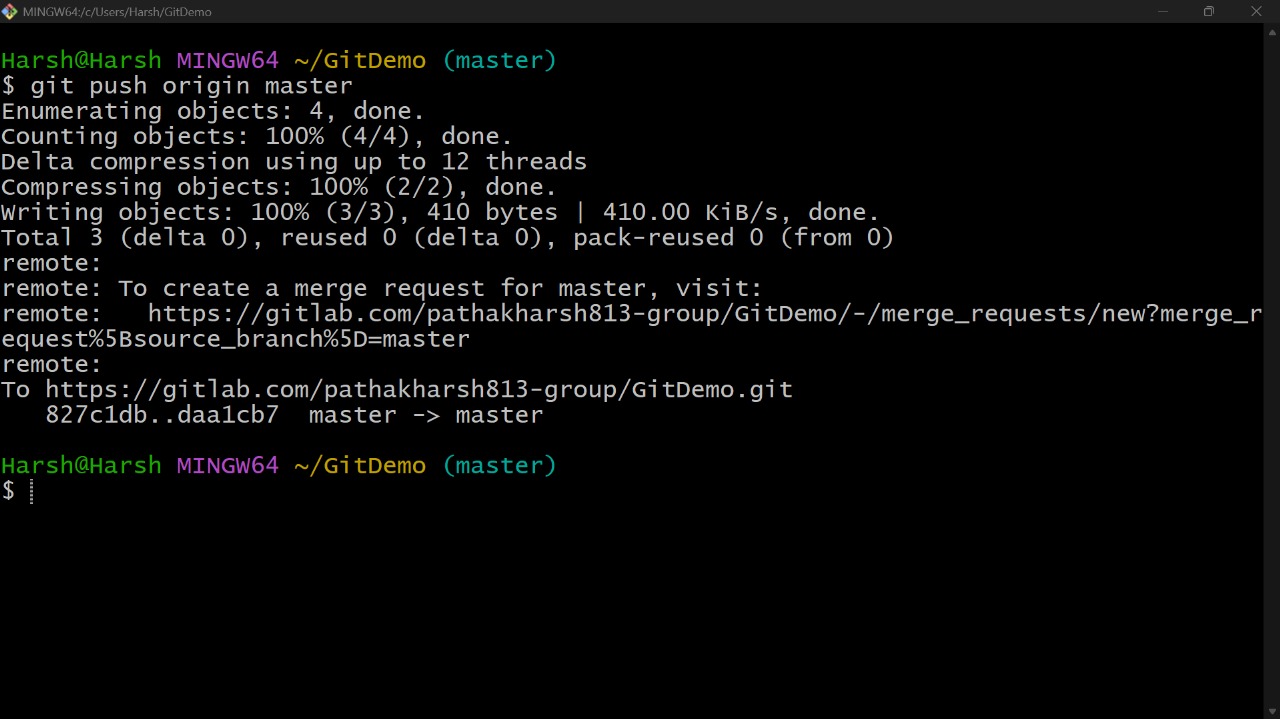 MINGW64:/c/Users/Harsh/GitDemo
Harsh@Harsh MINGW64 ~/GitDemo (master)
$ git push origin master
Enumerating objects: 4, done.
Counting objects: 100% (4/4), done.
Delta compression using up to 12 threads
Compressing objects: 100% (2/2), done.
Writing objects: 100% (3/3), 410 bytes | 410.00 KiB/s, done.
Total 3 (delta 0), reused 0 (delta 0), pack-reused 0 (from 0)
remote:
remote: To create a merge request for master, visit:
remote:   https://gitlab.com/pathakharsh813-group/GitDemo/-/merge_requests/new?merge_r
equest%5Bsource_branch%5D=master
remote:
To https://gitlab.com/pathakharsh813-group/GitDemo.git
   827c1db..daa1cb7  master -> master
Harsh@Harsh MINGW64 ~/GitDemo (master)
$